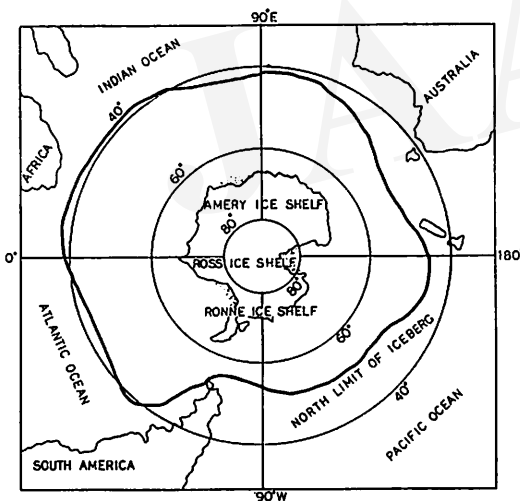 90°E
INDIAN OCEAN
AUSTRALIA
40°
AFRICA
60°
AMERY ICE SHELF
80°
0°
ROSS ICE SHELF
180
80°
RONNE ICE SHELF
60°
ATLANTIC OCEAN
NORTH LIMIT OF ICEBERG
40°
PACIFIC OCEAN
SOUTH AMERICA
90°W
JAA